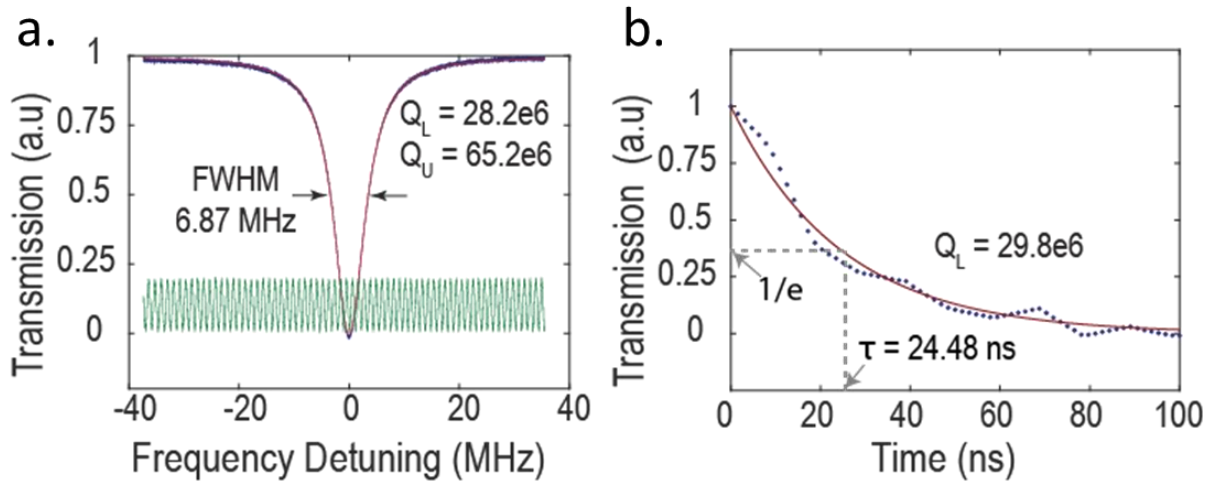 a.
Transmission (a.u)
1
0.75
0.5
0.25
0
Q_L = 28.2e6
Q_U = 65.2e6
FWHM
6.87 MHz
-40 -20 0 20 40
Frequency Detuning (MHz)
b.
Transmission (a.u)
1
0.75
0.5
0.25
0
Q_L = 29.8e6
1/e
τ = 24.48 ns
0 20 40 60 80 100
Time (ns)